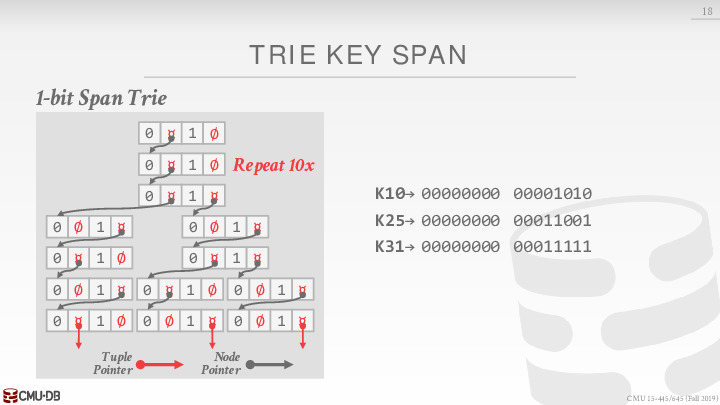 18
TRIE KEY SPAN
1-bit Span Trie
0 ¤ 1 Ø
0 ¤ 1 Ø Repeat 10x
0 ¤ 1 ¤
0 Ø 1 ¤ 0 Ø 1 ¤
0 ¤ 1 Ø 0 ¤ 1 ¤
0 Ø 1 ¤ 0 ¤ 1 Ø 0 Ø 1 ¤
0 ¤ 1 Ø 0 Ø 1 ¤ 0 Ø 1 ¤
Tuple Pointer
Node Pointer
K10→ 00000000 00001010
K25→ 00000000 00011001
K31→ 00000000 00011111
CMU·DB
CMU 15-445/645 (Fall 2019)